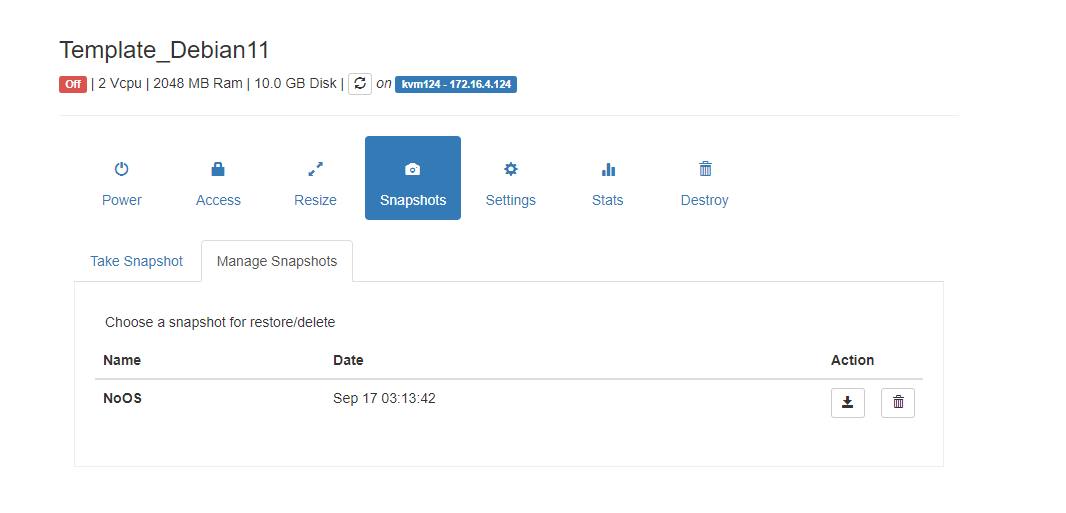 Template_Debian11
Off | 2 Vcpu | 2048 MB Ram | 10.0 GB Disk | on kvm124 - 172.16.4.124
Power Access Resize Snapshots Settings Stats Destroy
Take Snapshot Manage Snapshots
Choose a snapshot for restore/delete
Name Date Action
NoOS Sep 17 03:13:42